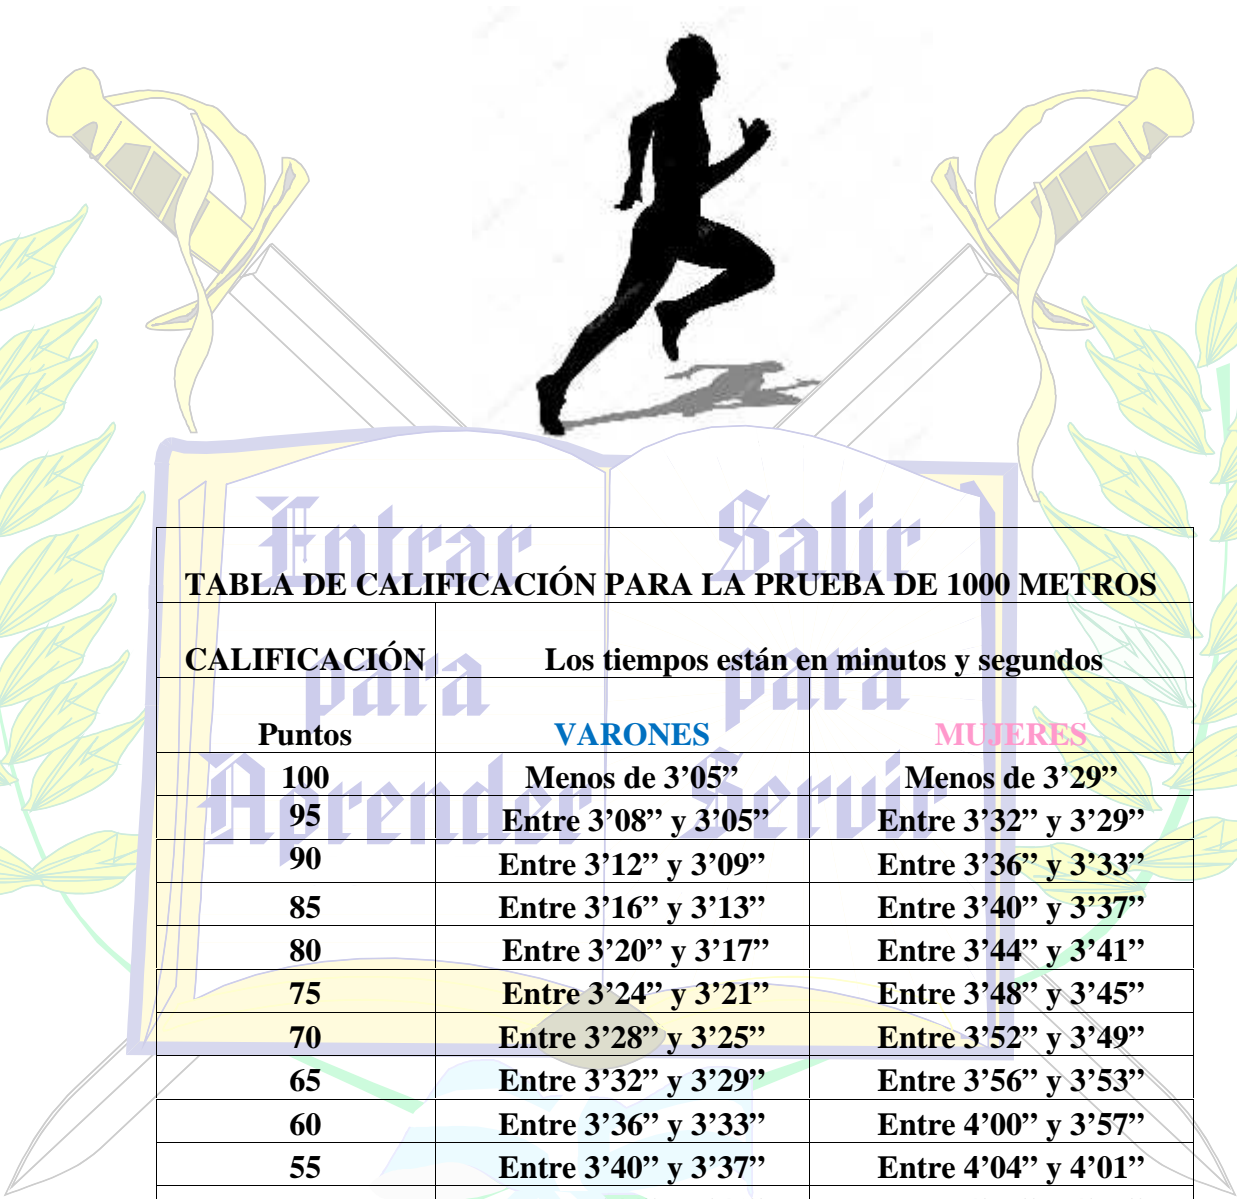 Entrar Salir
TABLA DE CALIFICACIÓN PARA LA PRUEBA DE 1000 METROS
CALIFICACIÓN Los tiempos están en minutos y segundos
para para
Puntos VARONES MUJERES
100 Menos de 3’05” Menos de 3’29”
Aprender Servir
95 Entre 3’08” y 3’05” Entre 3’32” y 3’29”
90 Entre 3’12” y 3’09” Entre 3’36” y 3’33”
85 Entre 3’16” y 3’13” Entre 3’40” y 3’37”
80 Entre 3’20” y 3’17” Entre 3’44” y 3’41”
75 Entre 3’24” y 3’21” Entre 3’48” y 3’45”
70 Entre 3’28” y 3’25” Entre 3’52” y 3’49”
65 Entre 3’32” y 3’29” Entre 3’56” y 3’53”
60 Entre 3’36” y 3’33” Entre 4’00” y 3’57”
55 Entre 3’40” y 3’37” Entre 4’04” y 4’01”